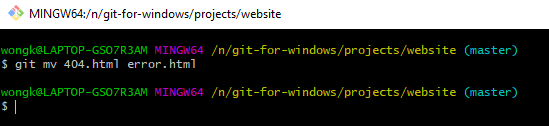 MINGW64:/n/git-for-windows/projects/website
wongk@LAPTOP-GSO7R3AM MINGW64 /n/git-for-windows/projects/website (master)
$ git mv 404.html error.html
wongk@LAPTOP-GSO7R3AM MINGW64 /n/git-for-windows/projects/website (master)
$